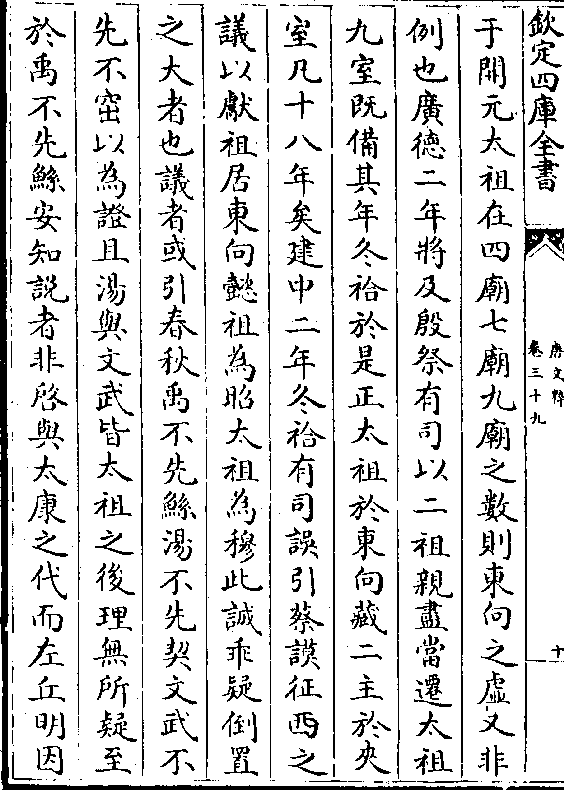 欽定四庫全書
唐文粹
卷三十九
十
于開元太祖在四廟七廟九廟之數則東向之虛又非
例也廣德二年將及殷祭有司以二祖親盡當遷太祖
九室既備其年冬祫於是正太祖於東向藏二主於夾
室凡十八年矣建中二年冬祫有司誤引蔡謨征西之
議以獻祖居東向懿祖為昭太祖為穆此誠乖疑倒置
之大者也議者或引春秋禹不先鯀湯不先契文武不
先不窋以為證且湯與文武皆太祖之後理無所疑至
於禹不先鯀安知説者非啓與太康之代而左丘明因